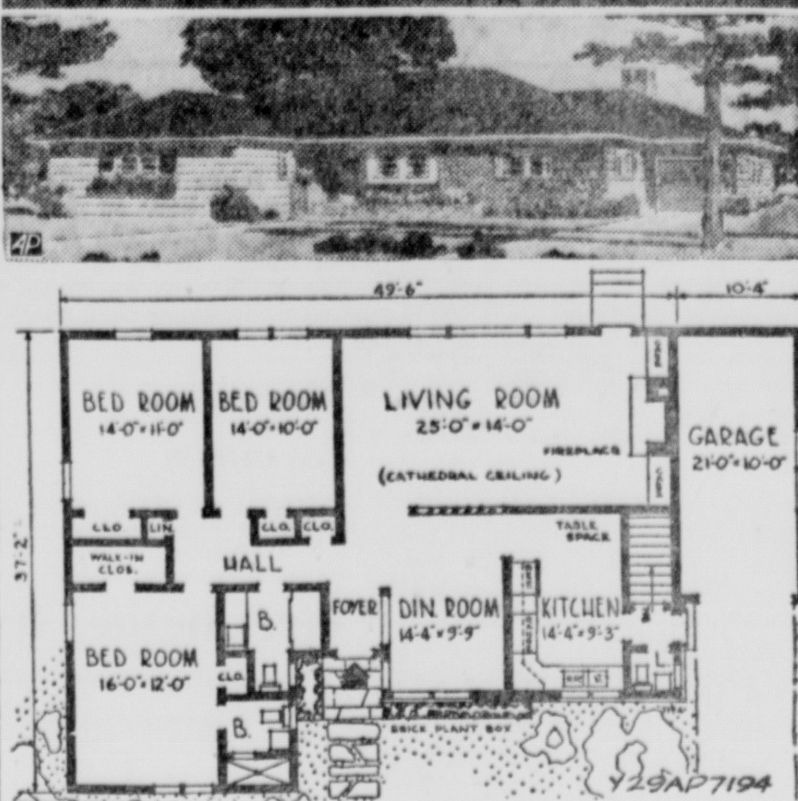 AP
49'-6"
10'-4"
BED ROOM
14'-0"×11'-0"
BED ROOM
14'-0"×10'-0"
LIVING ROOM
25'-0"×14'-0"
FIREPLACE
(CATHEDRAL CEILING)
GARAGE
21'-0"×10'-0"
37'-2"
CLO
LIN.
CLO.
CLO.
TABLE
SPACE
WALK-IN
CLOS.
HALL
BED ROOM
16'-0"×12'-0"
CLO.
B.
B.
FOYER
DIN. ROOM
14'-4"×9'-9"
KITCHEN
14'-4"×9'-3"
L.
BRICK PLANT BOX
Y29AP7194